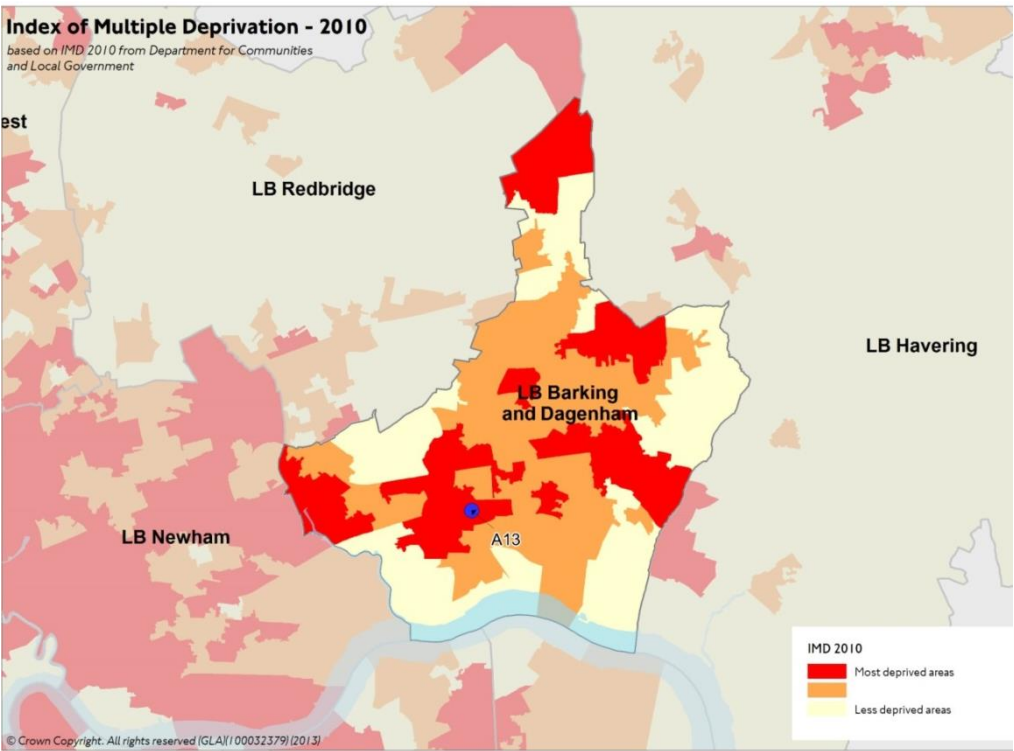 Index of Multiple Deprivation - 2010
based on IMD 2010 from Department for Communities
and Local Government
est
LB Redbridge
LB Havering
LB Barking
and Dagenham
LB Newham
A13
IMD 2010
Most deprived areas
Less deprived areas
© Crown Copyright. All rights reserved (GLA)(100032379) (2013)